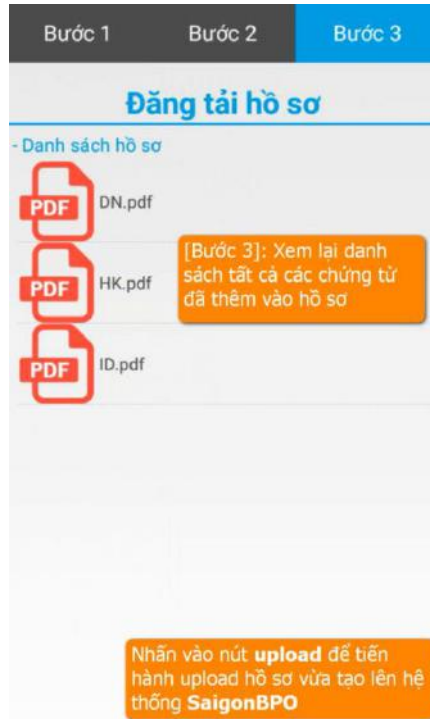 Bước 1 Bước 2 Bước 3
Đăng tải hồ sơ
- Danh sách hồ sơ
PDF DN.pdf
[Bước 3]: Xem lại danh
sách tất cả các chứng từ
đã thêm vào hồ sơ
PDF HK.pdf
PDF ID.pdf
Nhấn vào nút upload để tiến
hành upload hồ sơ vừa tạo lên hệ
thống SaigonBPO